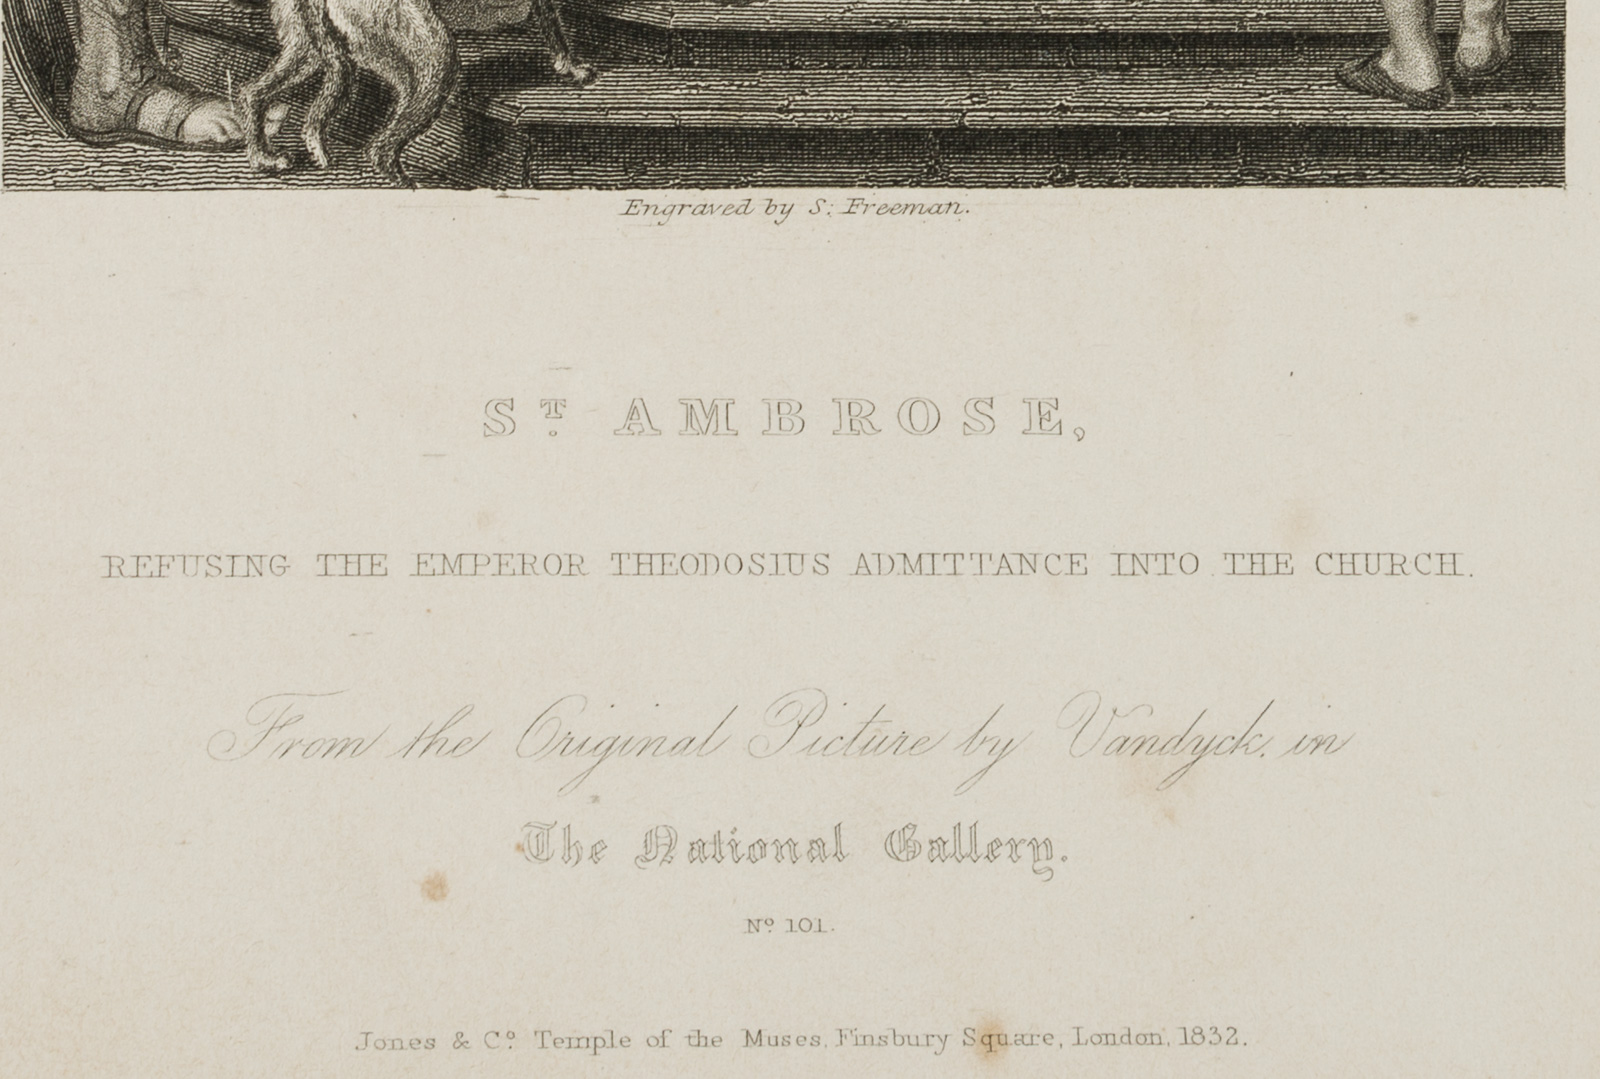 Engraved by S. Freeman.
ST. AMBROSE,
REFUSING THE EMPEROR THEODOSIUS ADMITTANCE INTO THE CHURCH.
From the Original Picture by Vandyck. in
The National Gallery.
No. 101.
Jones & Co. Temple of the Muses, Finsbury Square, London, 1832.